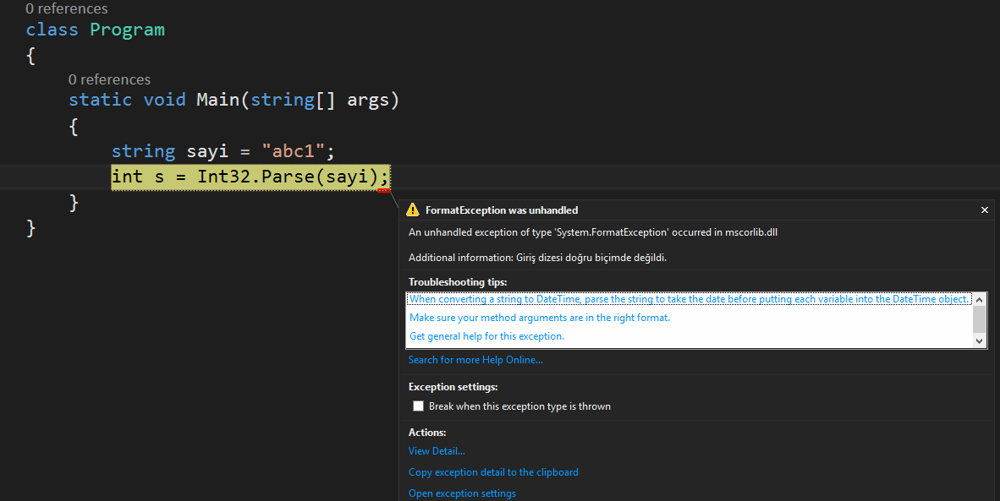 0 references
class Program
{
0 references
static void Main(string[] args)
{
string sayi = "abc1";
int s = Int32.Parse(sayi);
}
}
FormatException was unhandled
An unhandled exception of type 'System.FormatException' occurred in mscorlib.dll
Additional information: Giriş dizesi doğru biçimde değildi.
Troubleshooting tips:
When converting a string to DateTime, parse the string to take the date before putting each variable into the DateTime object.
Make sure your method arguments are in the right format.
Get general help for this exception.
Search for more Help Online...
Exception settings:
Break when this exception type is thrown
Actions:
View Detail...
Copy exception detail to the clipboard
Open exception settings